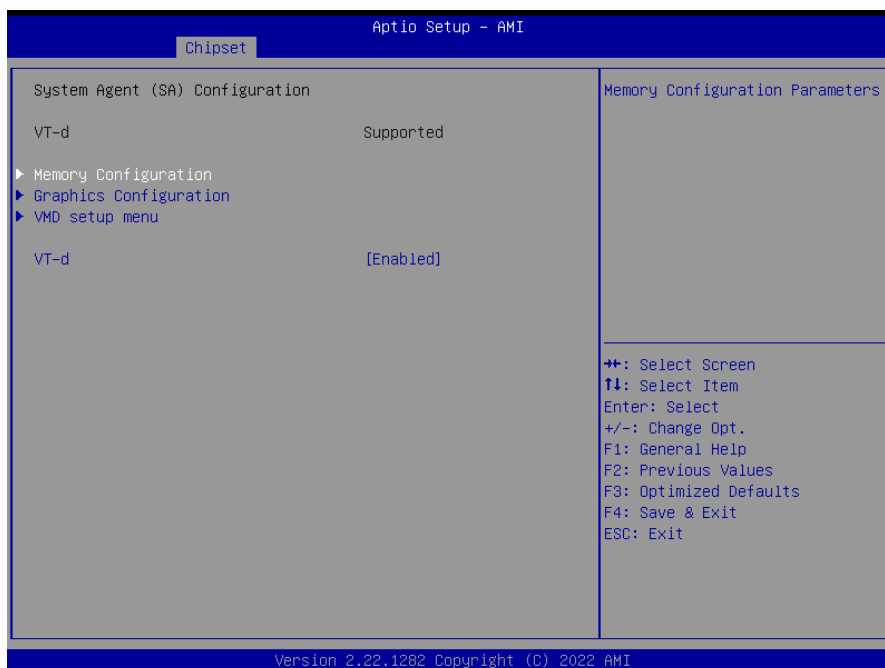 Aptio Setup – AMI
Chipset
System Agent (SA) Configuration
VT-d Supported
Memory Configuration
Graphics Configuration
VMD setup menu
VT-d [Enabled]
Memory Configuration Parameters
→←: Select Screen
↑↓: Select Item
Enter: Select
+/-: Change Opt.
F1: General Help
F2: Previous Values
F3: Optimized Defaults
F4: Save & Exit
ESC: Exit
Version 2.22.1282 Copyright (C) 2022 AMI